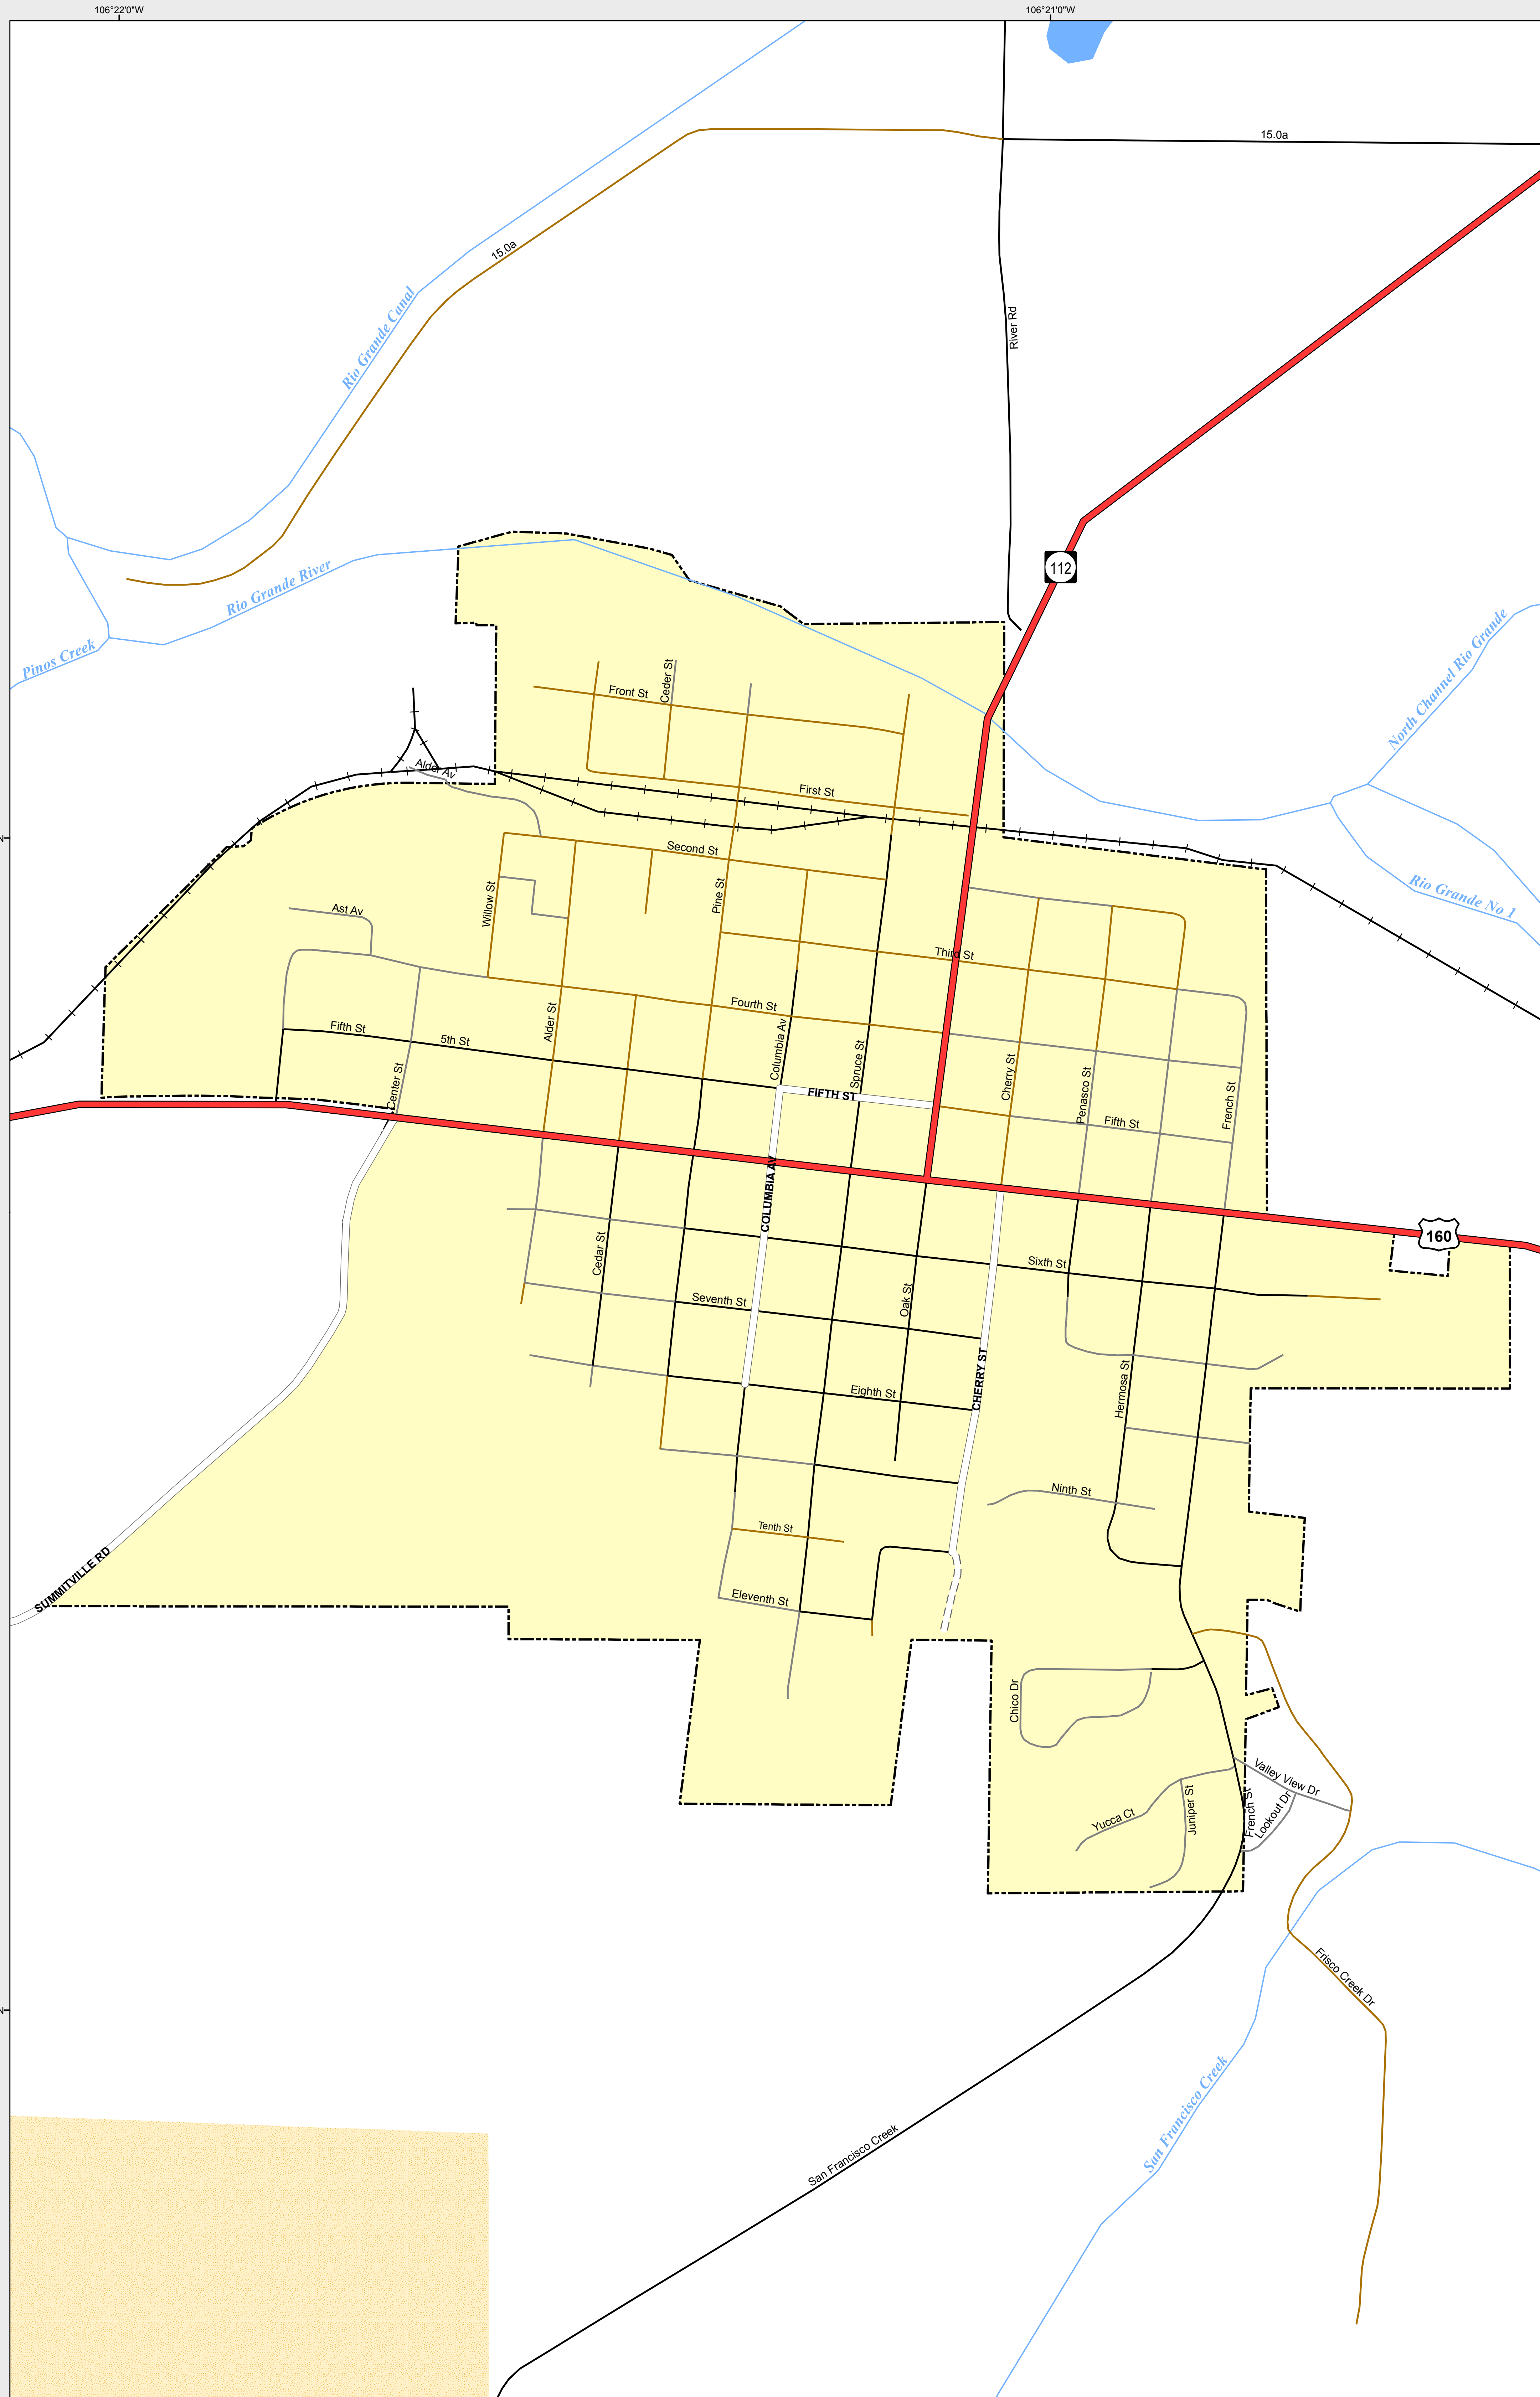 106°22'0"W
106°21'0"W
15.0a
15.0a
Rio Grande Canal
River Rd
112
Rio Grande River
Pinos Creek
North Channel Rio Grande
Rio Grande No 1
Front St
Ceder St
Alder Av
First St
Second St
Willow St
Pine St
Ast Av
Third St
Fourth St
Alder St
Fifth St
5th St
Columbia Av
Spruce St
Center St
FIFTH ST
Cherry St
Penasco St
French St
Fifth St
COLUMBIA AV
160
Cedar St
Sixth St
Oak St
Seventh St
CHERRY ST
Hermosa St
Eighth St
Ninth St
Tenth St
SUMMITVILLE RD
Eleventh St
Chico Dr
Valley View Dr
French St
Lookout Dr
Juniper St
Yucca Ct
Frisco Creek Dr
San Francisco Creek
San Francisco Creek